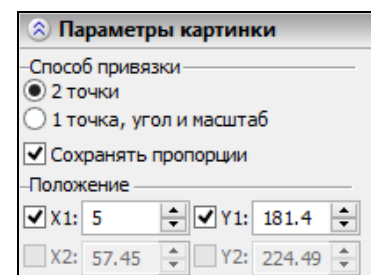 Параметры картинки
Способ привязки
2 точки
1 точка, угол и масштаб
Сохранять пропорции
Положение
X1: 5 Y1: 181.4
X2: 57.45 Y2: 224.49